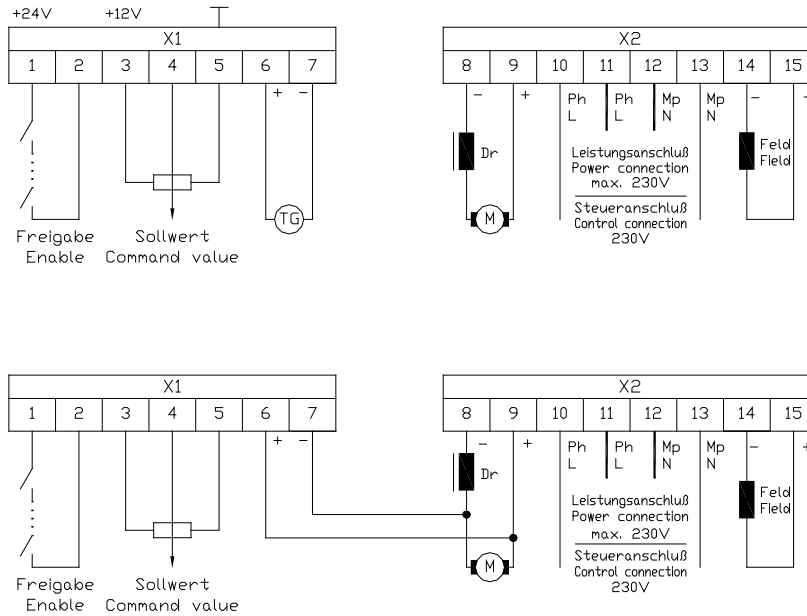 +24V +12V
X1
1 2 3 4 5 6 7
+ −
TG
Freigabe
Enable
Sollwert
Command value
X2
8 9 10 11 12 13 14 15
− + Ph Ph Mp Mp −
L L N N
Dr
M
Leistungsanschluß
Power connection
max. 230V
Steueranschluß
Control connection
230V
Feld
Field
X1
1 2 3 4 5 6 7
+ −
Freigabe
Enable
Sollwert
Command value
X2
8 9 10 11 12 13 14 15
− + Ph Ph Mp Mp − +
L L N N
Dr
M
Leistungsanschluß
Power connection
max. 230V
Steueranschluß
Control connection
230V
Feld
Field